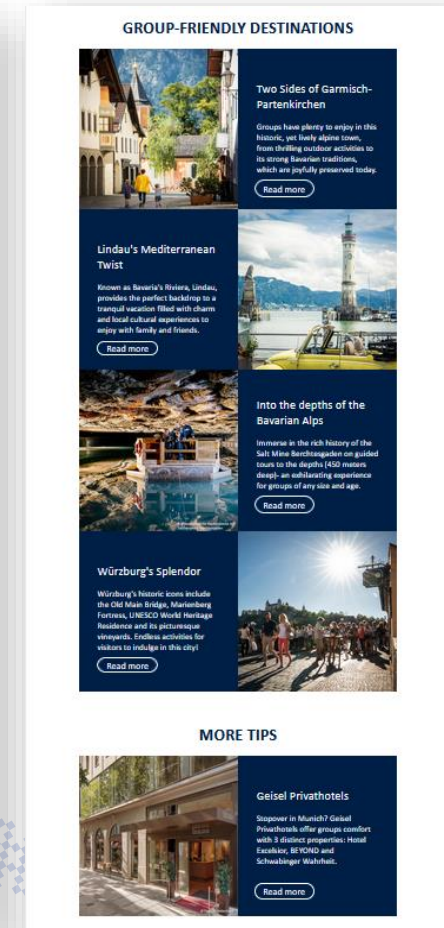 GROUP-FRIENDLY DESTINATIONS
Two Sides of Garmisch-
Partenkirchen
Groups have plenty to enjoy in this
historic, yet lively alpine town,
from thrilling outdoor activities to
its strong Bavarian traditions,
which are joyfully preserved today.
Read more
Lindau's Mediterranean
Twist
Known as Bavaria's Riviera, Lindau,
provides the perfect backdrop to a
tranquil vacation filled with charm
and local cultural experiences to
enjoy with family and friends.
Read more
Into the depths of the
Bavarian Alps
Immerse in the rich history of the
Salt Mine Berchtesgaden on guided
tours to the depths (450 meters
deep)- an exhilarating experience
for groups of any size and age.
Read more
Würzburg's Splendor
Würzburg's historic icons include
the Old Main Bridge, Marienberg
Fortress, UNESCO World Heritage
Residence and its picturesque
vineyards. Endless activities for
visitors to indulge in this city!
Read more
MORE TIPS
Geisel Privathotels
Stopover in Munich? Geisel
Privathotels offer groups comfort
with 3 distinct properties: Hotel
Excelsior, BEYOND and
Schwabinger Wahrheit.
Read more